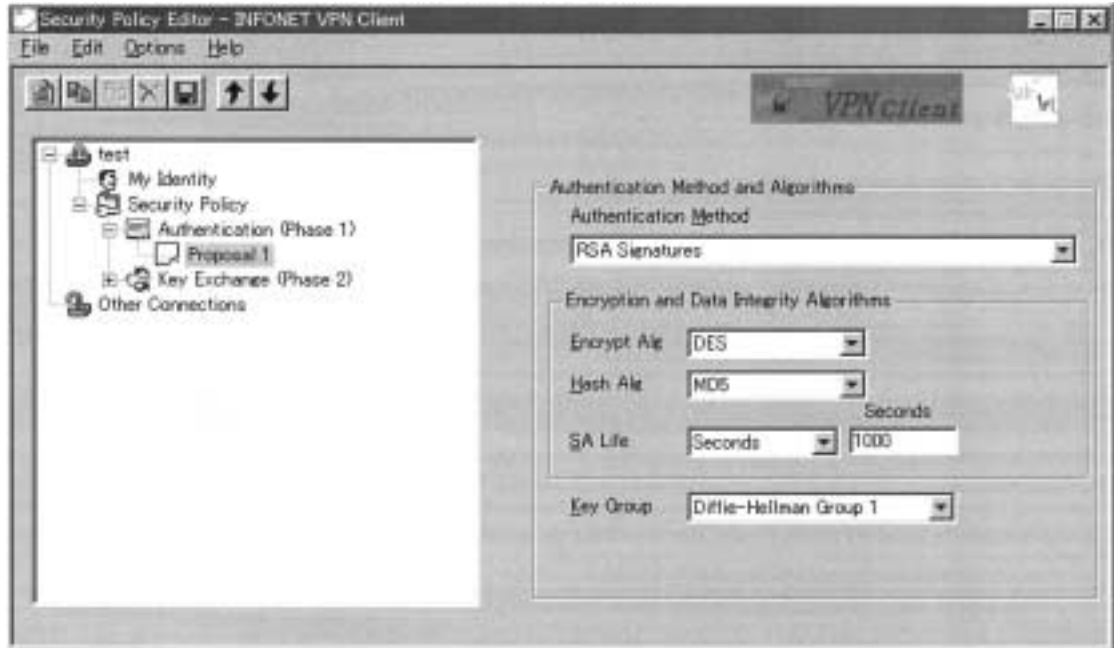 Security Policy Editor - INFONET VPN Client
File Edit Options Help
VPN Client
test
My Identity
Security Policy
Authentication (Phase 1)
Proposal 1
Key Exchange (Phase 2)
Other Connections
Authentication Method and Algorithms
Authentication Method
RSA Signatures
Encryption and Data Integrity Algorithms
Encrypt Alg DES
Hash Alg MD5
Seconds
SA Life Seconds 1000
Key Group Diffie-Hellman Group 1